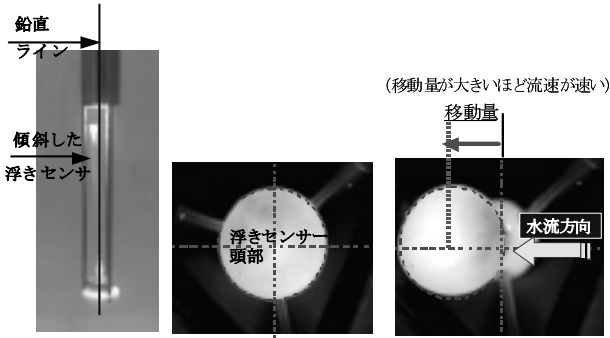 鉛直
ライン
傾斜した
浮きセンサ
浮きセンサー
頭部
（移動量が大きいほど流速が速い）
移動量
水流方向